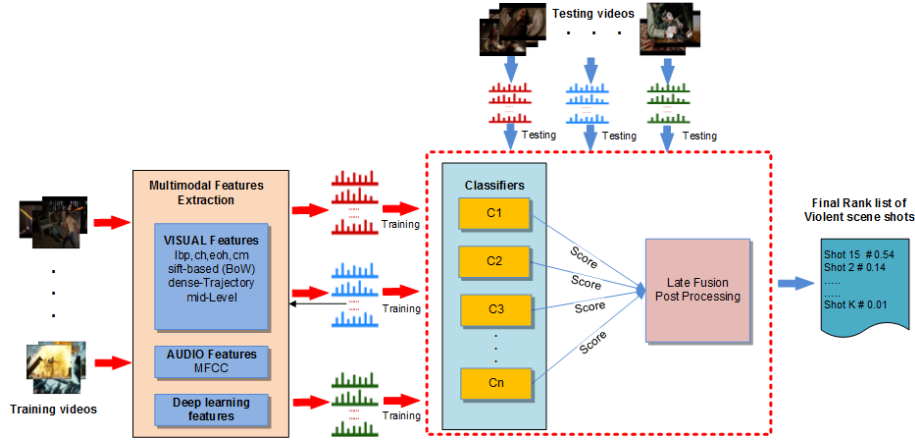 Testing videos
Testing
Testing
Testing
Multimodal Features
Extraction
VISUAL Features
lbp,ch,eoh,cm
sift-based (BoW)
dense-Trajectory
mid-Level
AUDIO Features
MFCC
Deep learning
features
Training videos
Training
Training
Training
Classifiers
C1
C2
C3
Cn
Score
Score
Score
Score
Late Fusion
Post Processing
Final Rank list of
Violent scene shots
Shot 15 # 0.54
Shot 2 # 0.14
.....
.....
Shot K # 0.01